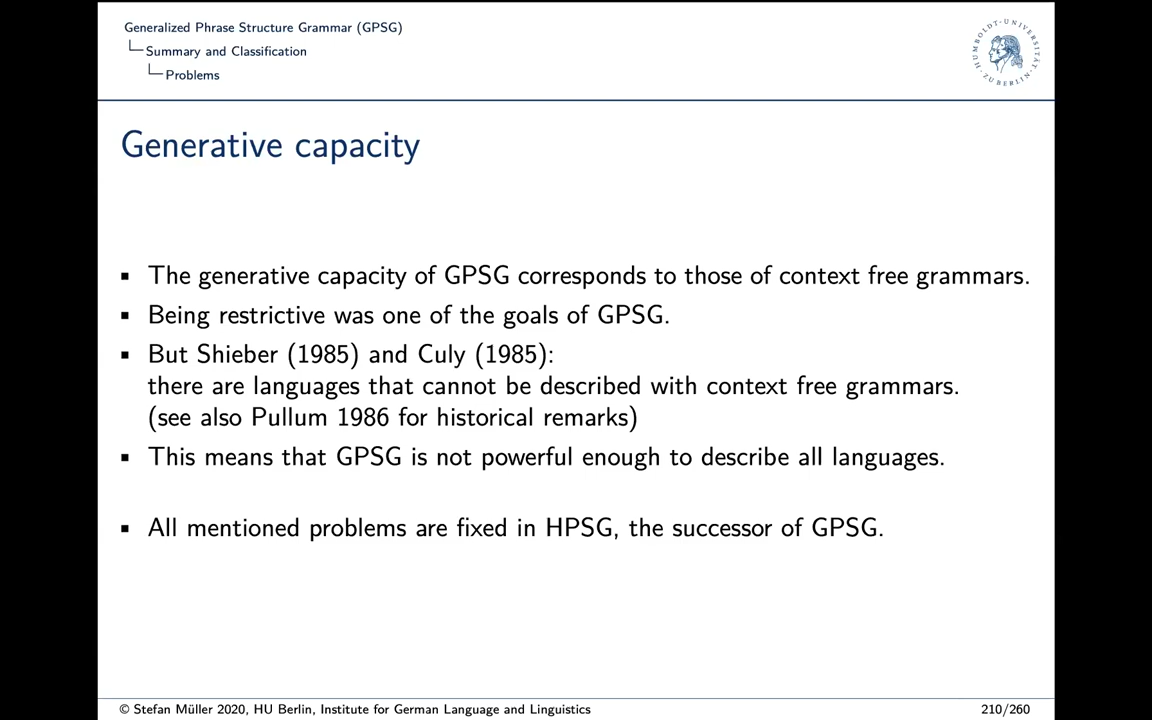 Generalized Phrase Structure Grammar (GPSG)
Summary and Classification
Problems
HUMBOLDT-UNIVERSITÄT ZU BERLIN
Generative capacity
▪ The generative capacity of GPSG corresponds to those of context free grammars.
▪ Being restrictive was one of the goals of GPSG.
▪ But Shieber (1985) and Culy (1985):
there are languages that cannot be described with context free grammars.
(see also Pullum 1986 for historical remarks)
▪ This means that GPSG is not powerful enough to describe all languages.
▪ All mentioned problems are fixed in HPSG, the successor of GPSG.
© Stefan Müller 2020, HU Berlin, Institute for German Language and Linguistics
210/260